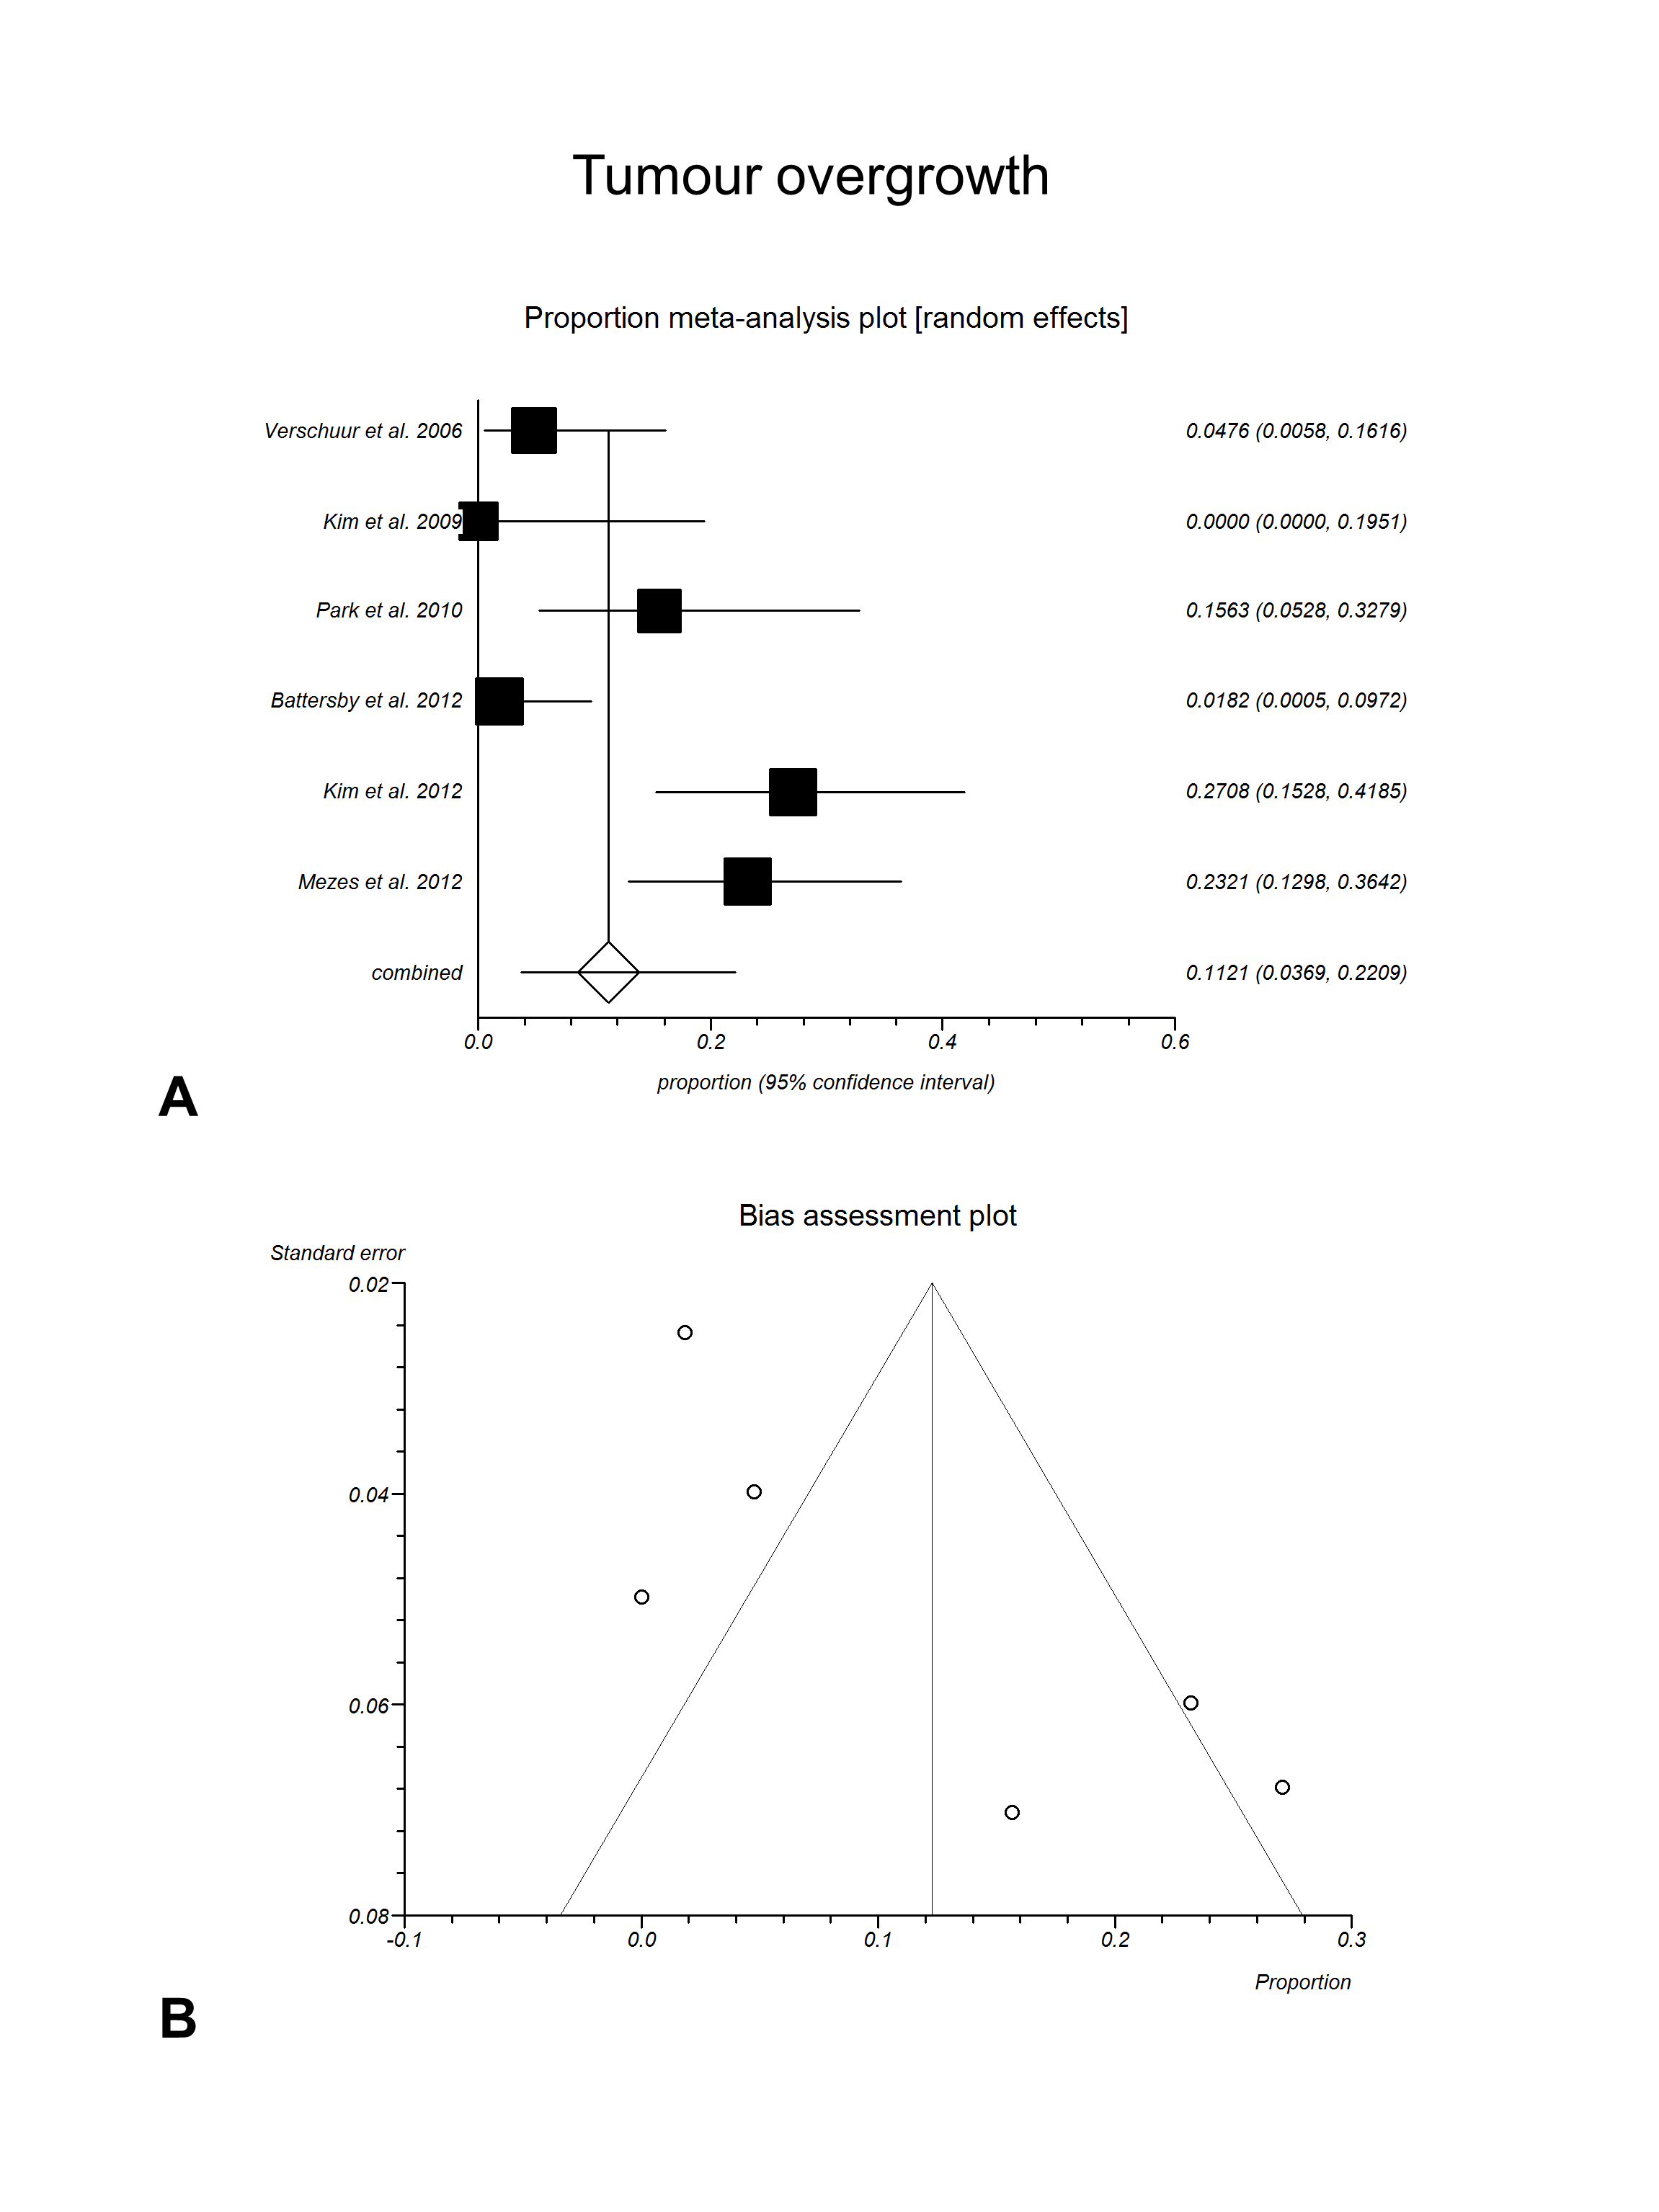 Tumour overgrowth
Proportion meta-analysis plot [random effects]
Verschuur et al. 2006 0.0476 (0.0058, 0.1616)
Kim et al. 2009 0.0000 (0.0000, 0.1951)
Park et al. 2010 0.1563 (0.0528, 0.3279)
Battersby et al. 2012 0.0182 (0.0005, 0.0972)
Kim et al. 2012 0.2708 (0.1528, 0.4185)
Mezes et al. 2012 0.2321 (0.1298, 0.3642)
combined 0.1121 (0.0369, 0.2209)
0.0 0.2 0.4 0.6
proportion (95% confidence interval)
A
Bias assessment plot
Standard error
0.02
0.04
0.06
0.08
-0.1 0.0 0.1 0.2 0.3
Proportion
B